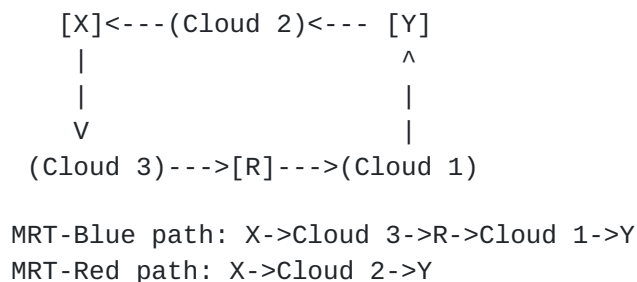 [X]<---(Cloud 2)<--- [Y]
| ^
| |
V |
(Cloud 3)--->[R]--->(Cloud 1)
MRT-Blue path: X->Cloud 3->R->Cloud 1->Y
MRT-Red path: X->Cloud 2->Y